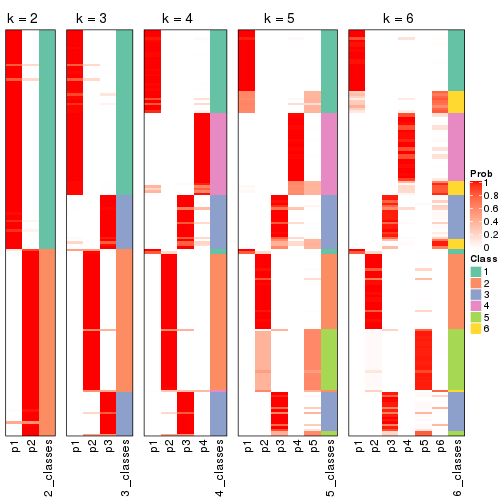 k = 2
k = 3
k = 4
k = 5
k = 6
p1
p2
2_classes
p1
p2
p3
3_classes
p1
p2
p3
p4
4_classes
p1
p2
p3
p4
p5
5_classes
p1
p2
p3
p4
p5
p6
6_classes
Prob
1
0.8
0.6
0.4
0.2
0
Class
1
2
3
4
5
6